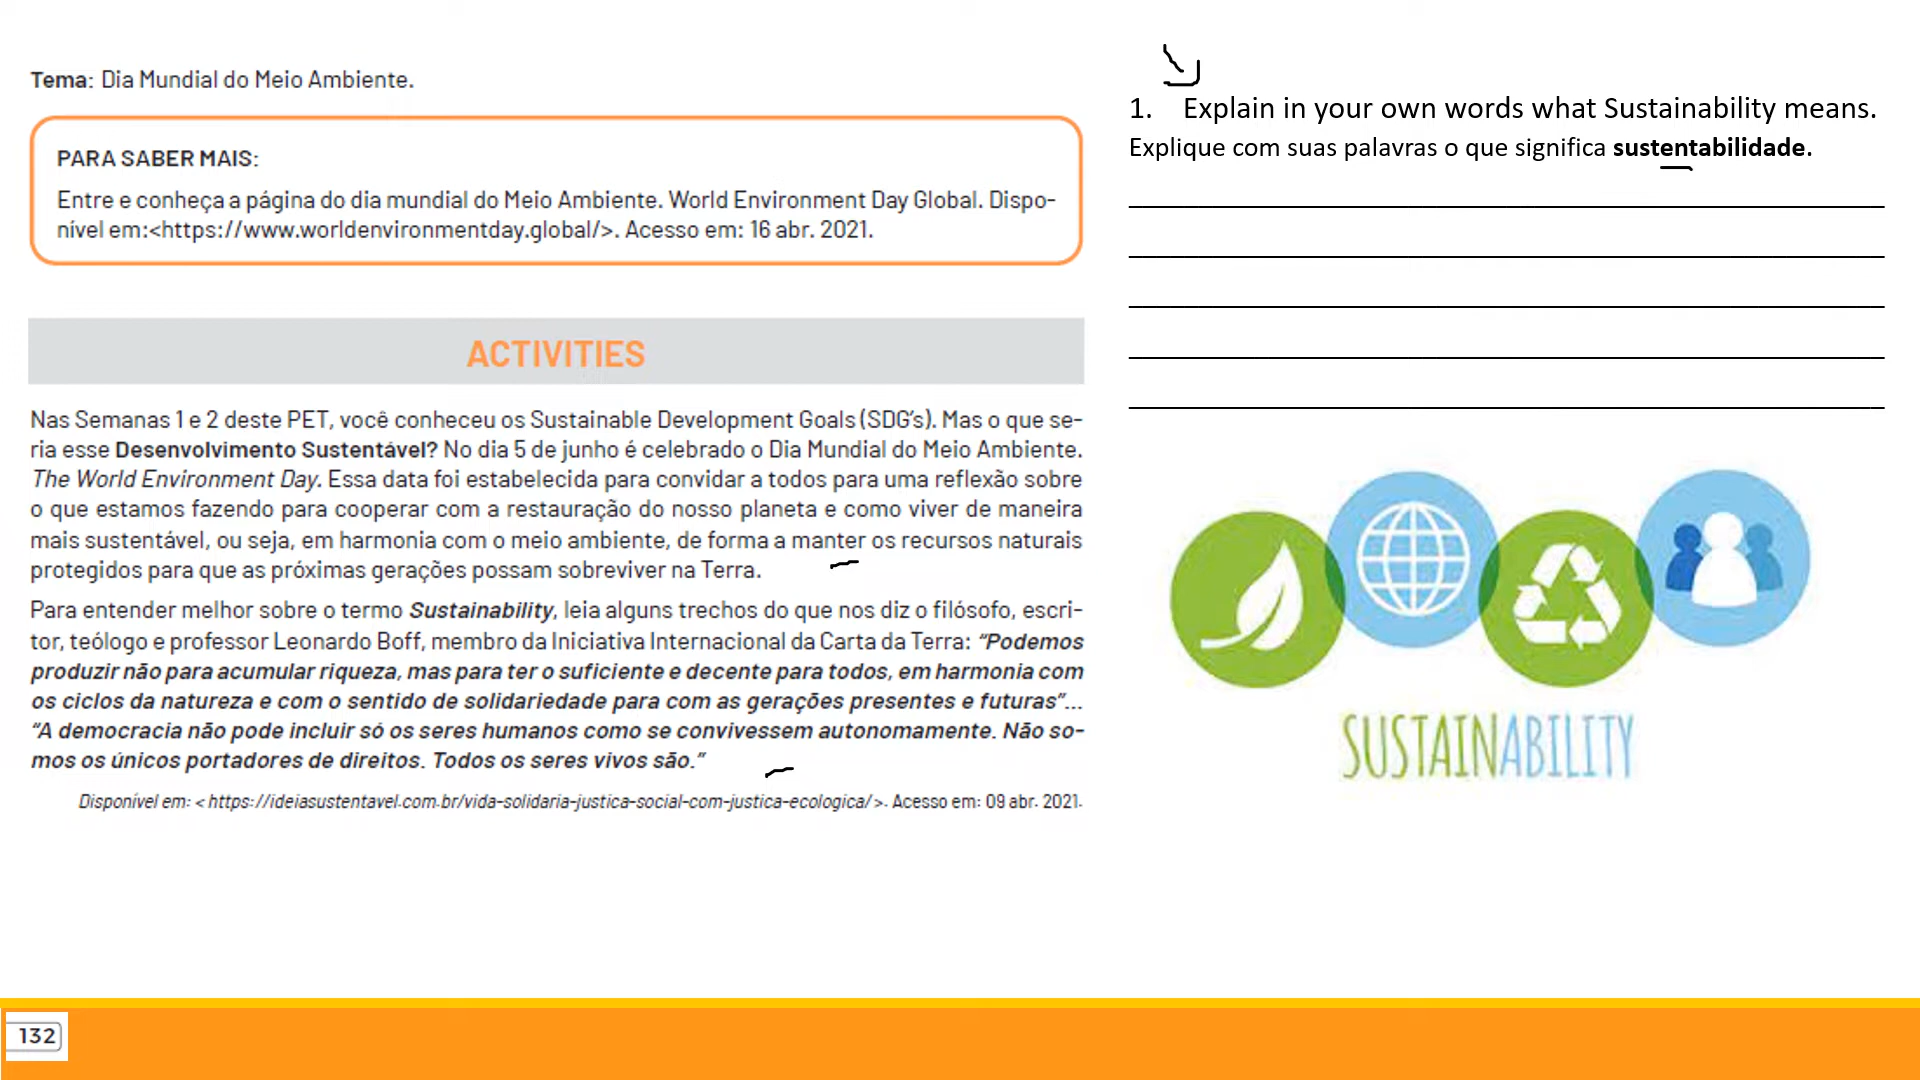 Tema: Dia Mundial do Meio Ambiente.
PARA SABER MAIS:
Entre e conheça a página do dia mundial do Meio Ambiente. World Environment Day Global. Dispo-
nível em:<https://www.worldenvironmentday.global/>. Acesso em: 16 abr. 2021.
ACTIVITIES
Nas Semanas 1 e 2 deste PET, você conheceu os Sustainable Development Goals (SDG's). Mas o que se-
ria esse Desenvolvimento Sustentável? No dia 5 de junho é celebrado o Dia Mundial do Meio Ambiente.
The World Environment Day. Essa data foi estabelecida para convidar a todos para uma reflexão sobre
o que estamos fazendo para cooperar com a restauração do nosso planeta e como viver de maneira
mais sustentável, ou seja, em harmonia com o meio ambiente, de forma a manter os recursos naturais
protegidos para que as próximas gerações possam sobreviver na Terra.
Para entender melhor sobre o termo Sustainability, leia alguns trechos do que nos diz o filósofo, escri-
tor, teólogo e professor Leonardo Boff, membro da Iniciativa Internacional da Carta da Terra: "Podemos
produzir não para acumular riqueza, mas para ter o suficiente e decente para todos, em harmonia com
os ciclos da natureza e com o sentido de solidariedade para com as gerações presentes e futuras"...
"A democracia não pode incluir só os seres humanos como se convivessem autonomamente. Não so-
mos os únicos portadores de direitos. Todos os seres vivos são."
Disponível em: < https://ideiasustentavel.com.br/vida-solidaria-justica-social-com-justica-ecologica/>. Acesso em: 09 abr. 2021.
1. Explain in your own words what Sustainability means.
Explique com suas palavras o que significa sustentabilidade.
SUSTAINABILITY
132